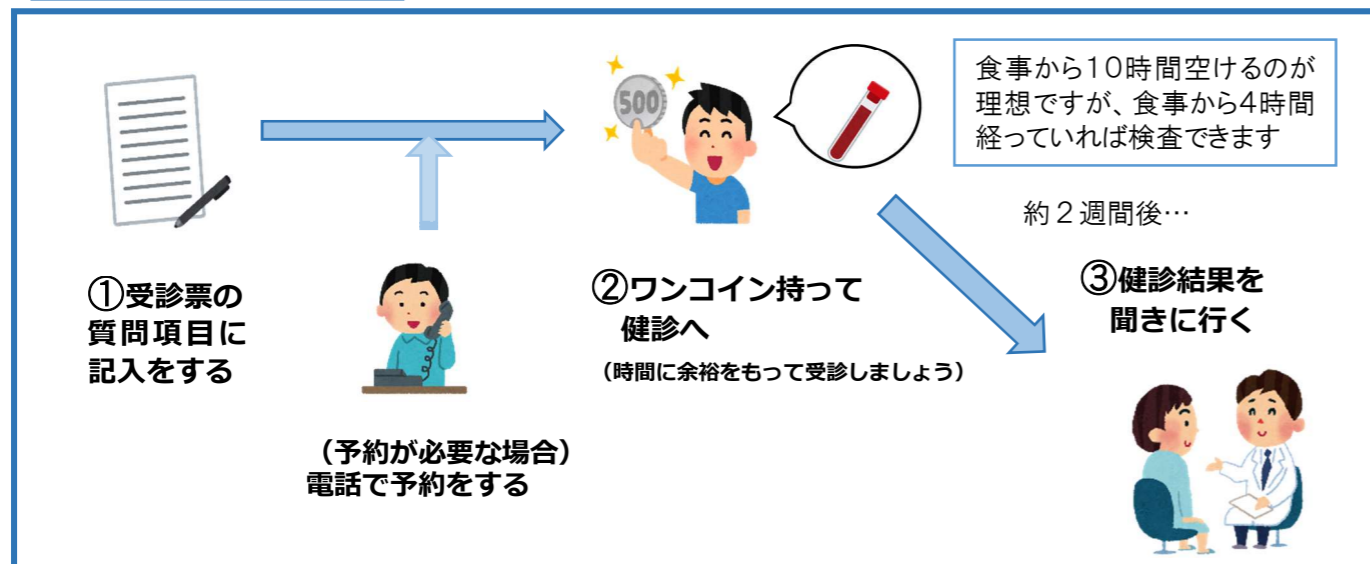 ①受診票の
質問項目に
記入をする
（予約が必要な場合）
電話で予約をする
500
②ワンコイン持って
健診へ
（時間に余裕をもって受診しましょう）
食事から10時間空けるのが
理想ですが、食事から4時間
経っていれば検査できます
約２週間後…
③健診結果を
聞きに行く